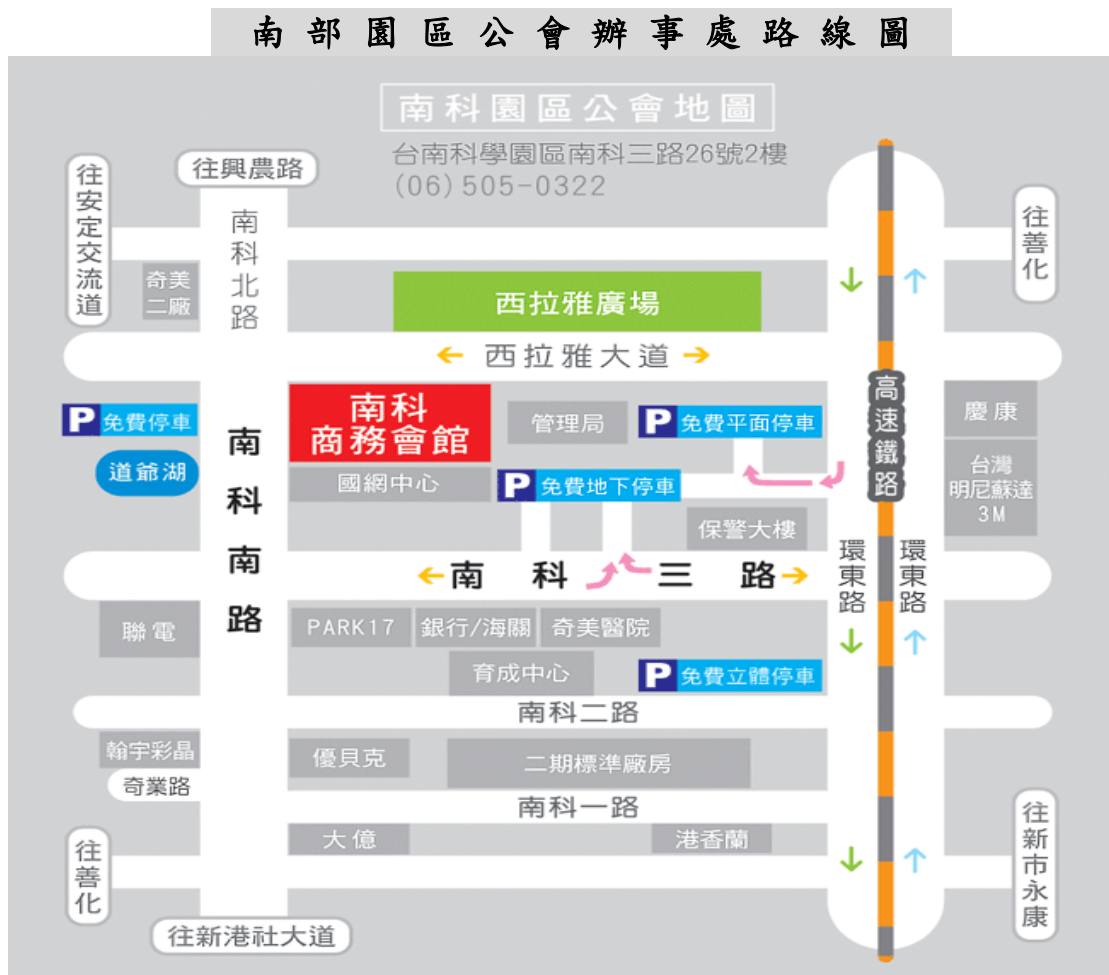 南部園區公會辦事處路線圖
南科園區公會地圖
台南科學園區南科三路26號2樓
(06)505-0322
往安定交流道
往興農路
往善化
南科北路
奇美
二廠
西拉雅廣場
← 西拉雅大道 →
P 免費停車
道爺湖
南科南路
南科
商務會館
國網中心
管理局
P 免費平面停車
P 免費地下停車
保警大樓
高速鐵路
慶康
台灣
明尼蘇達
3M
環東路
環東路
←南科三路→
聯電
PARK17
銀行/海關
奇美醫院
育成中心
P 免費立體停車
南科二路
翰宇彩晶
奇業路
優貝克
二期標準廠房
南科一路
大億
港香蘭
往善化
往新港社大道
往新市永康